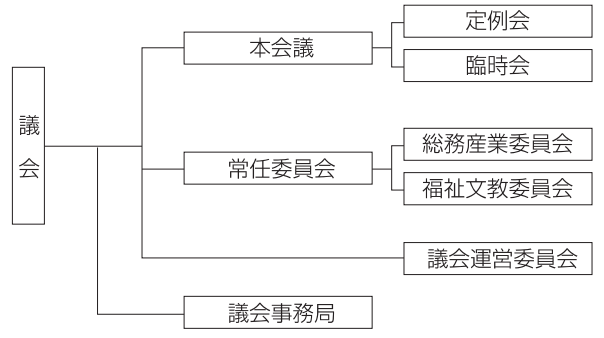 議会
本会議
定例会
臨時会
常任委員会
総務産業委員会
福祉文教委員会
議会運営委員会
議会事務局